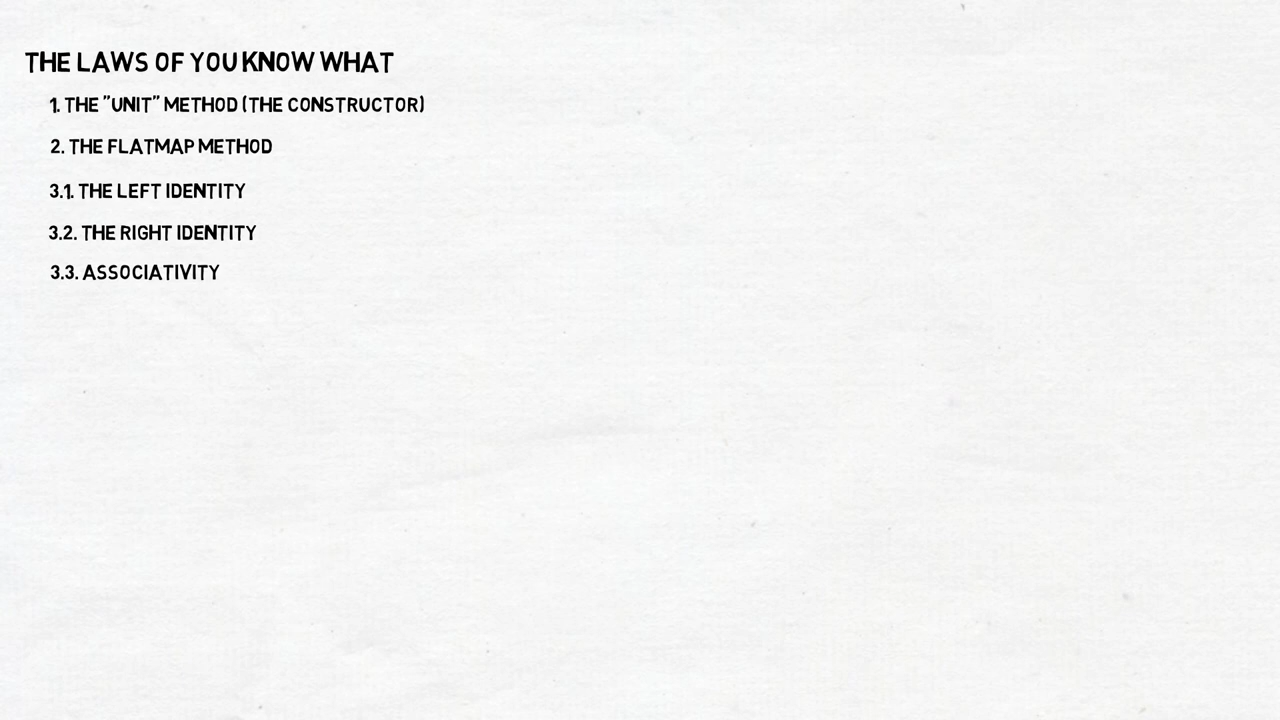 THE LAWS OF YOU KNOW WHAT
1. THE "UNIT" METHOD (THE CONSTRUCTOR)
2. THE FLATMAP METHOD
3.1. THE LEFT IDENTITY
3.2. THE RIGHT IDENTITY
3.3. ASSOCIATIVITY